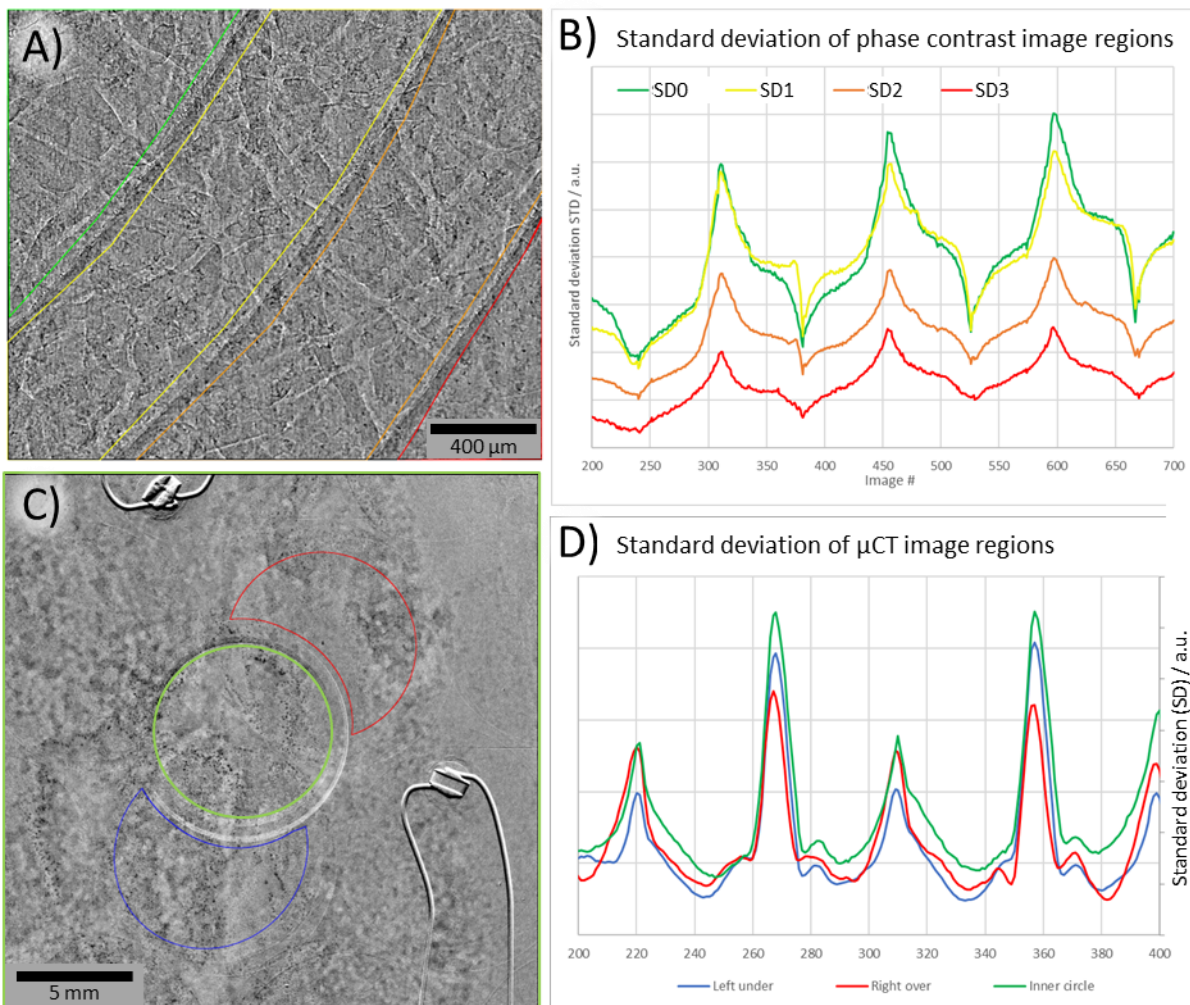 A)
400 µm
B) Standard deviation of phase contrast image regions
SD0 SD1 SD2 SD3
Standard deviation STD / a.u.
200 250 300 350 400 450 500 550 600 650 700
Image #
C)
5 mm
D) Standard deviation of µCT image regions
Standard deviation (SD) / a.u.
200 220 240 260 280 300 320 340 360 380 400
Left under Right over Inner circle